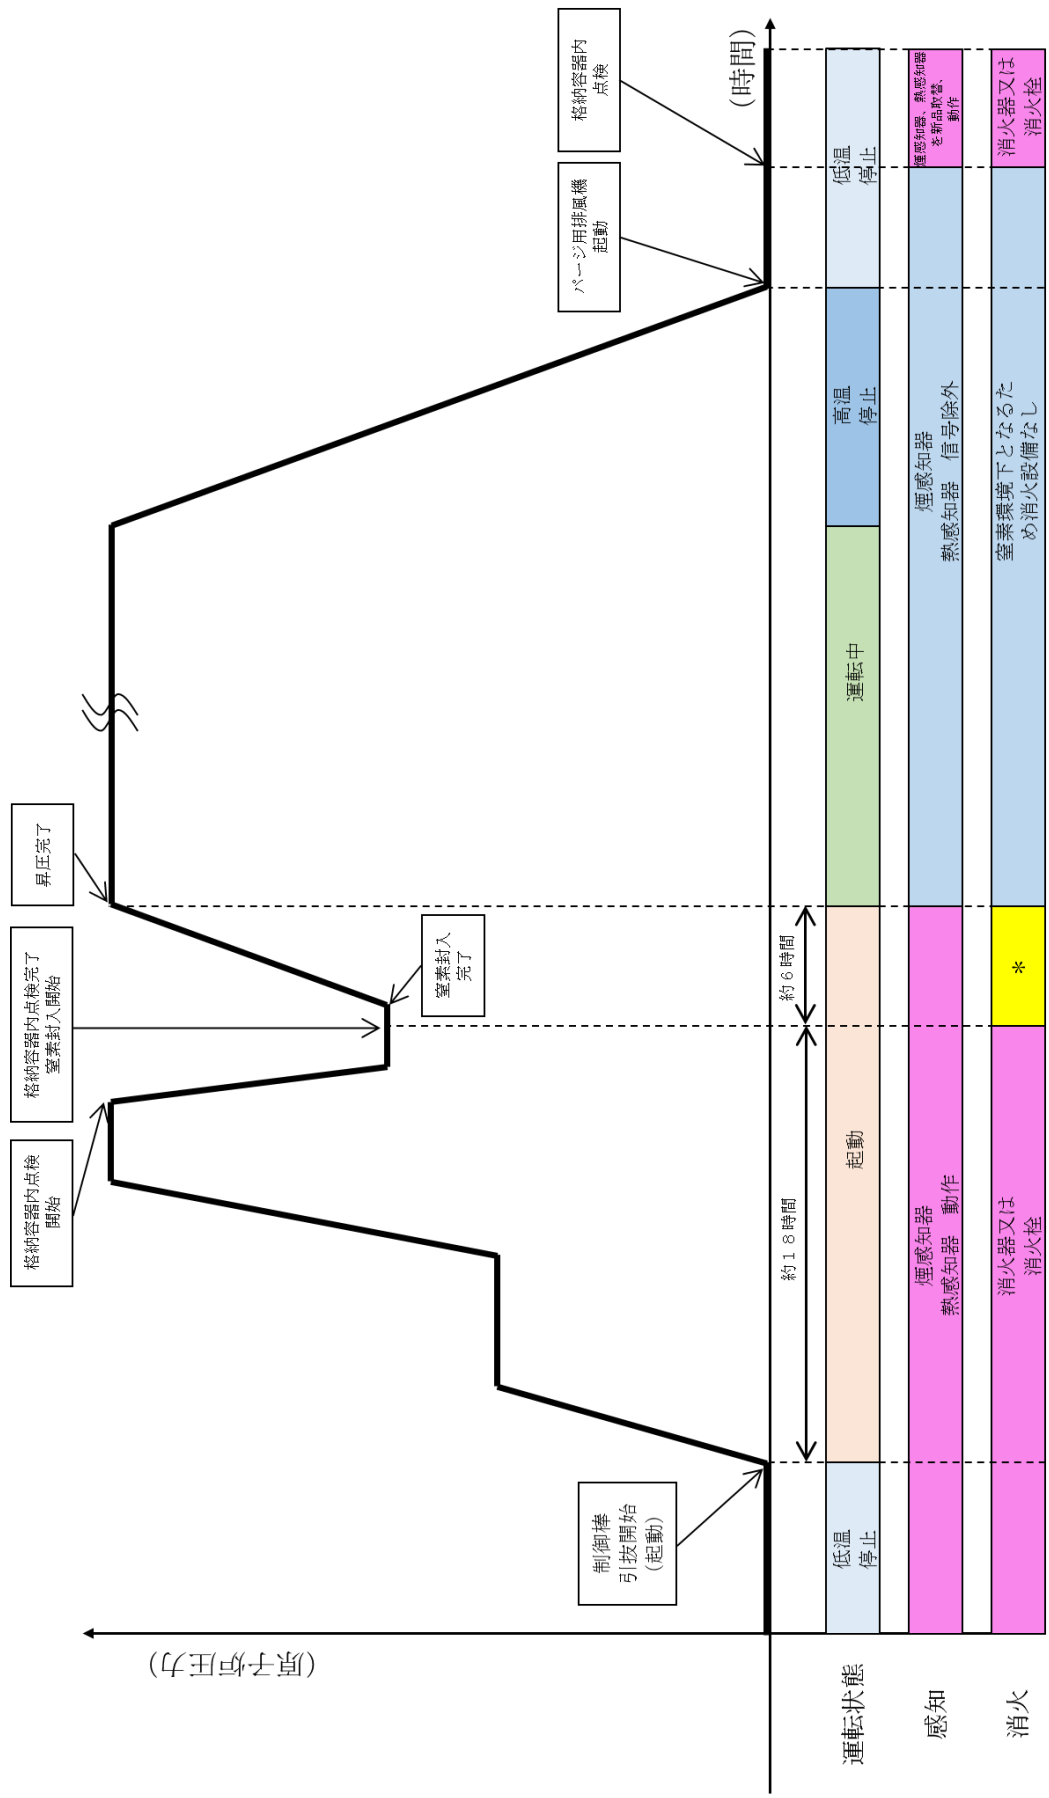 （原子炉圧力）
（時間）
制御棒
引抜開始
（起動）
格納容器内点検
開始
格納容器内点検完了
窒素封入開始
窒素封入
完了
昇圧完了
パージ用排風機
起動
格納容器内
点検
約１８時間
約６時間
運転状態
低温
停止
起動
運転中
高温
停止
低温
停止
感知
煙感知器
熱感知器　動作
煙感知器
熱感知器　信号除外
煙感知器、熱感知器
を新品取替、
動作
消火
消火器又は
消火栓
＊
窒素環境下となるた
め消火設備なし
消火器又は
消火栓